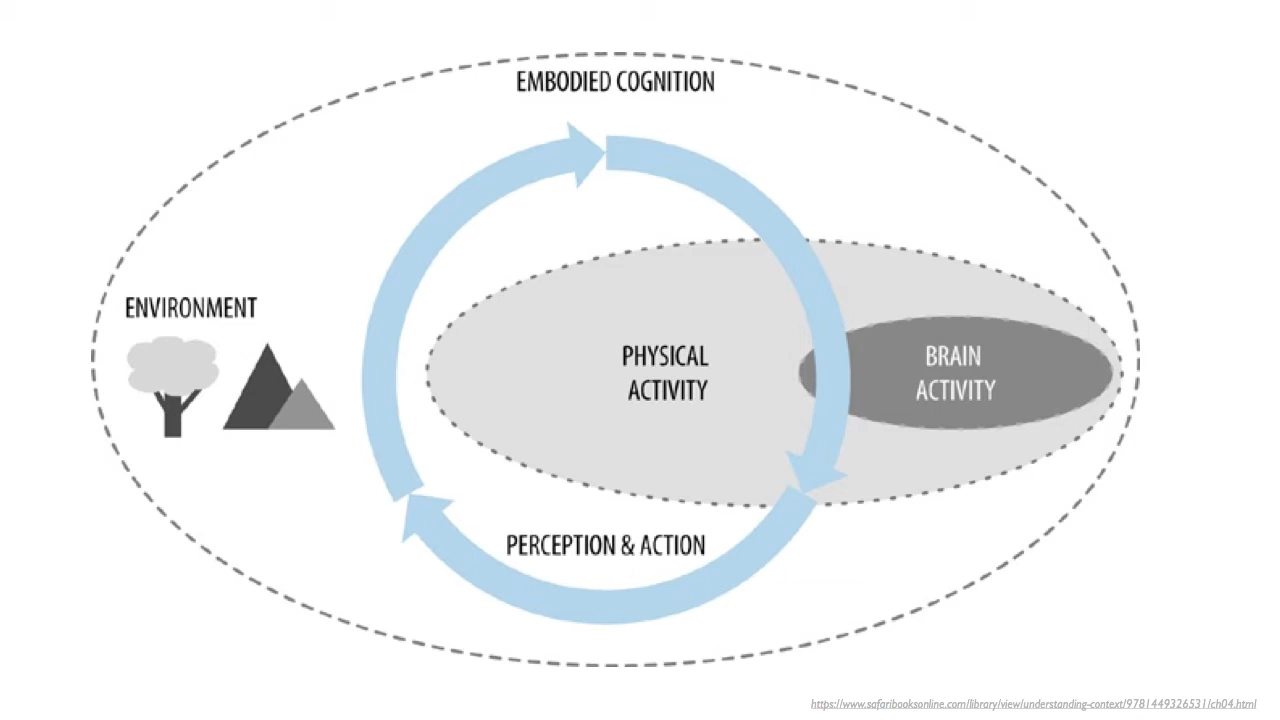 EMBODIED COGNITION
ENVIRONMENT
PHYSICAL
ACTIVITY
BRAIN
ACTIVITY
PERCEPTION & ACTION
https://www.safaribooksonline.com/library/view/understanding-context/9781449326531/ch04.html